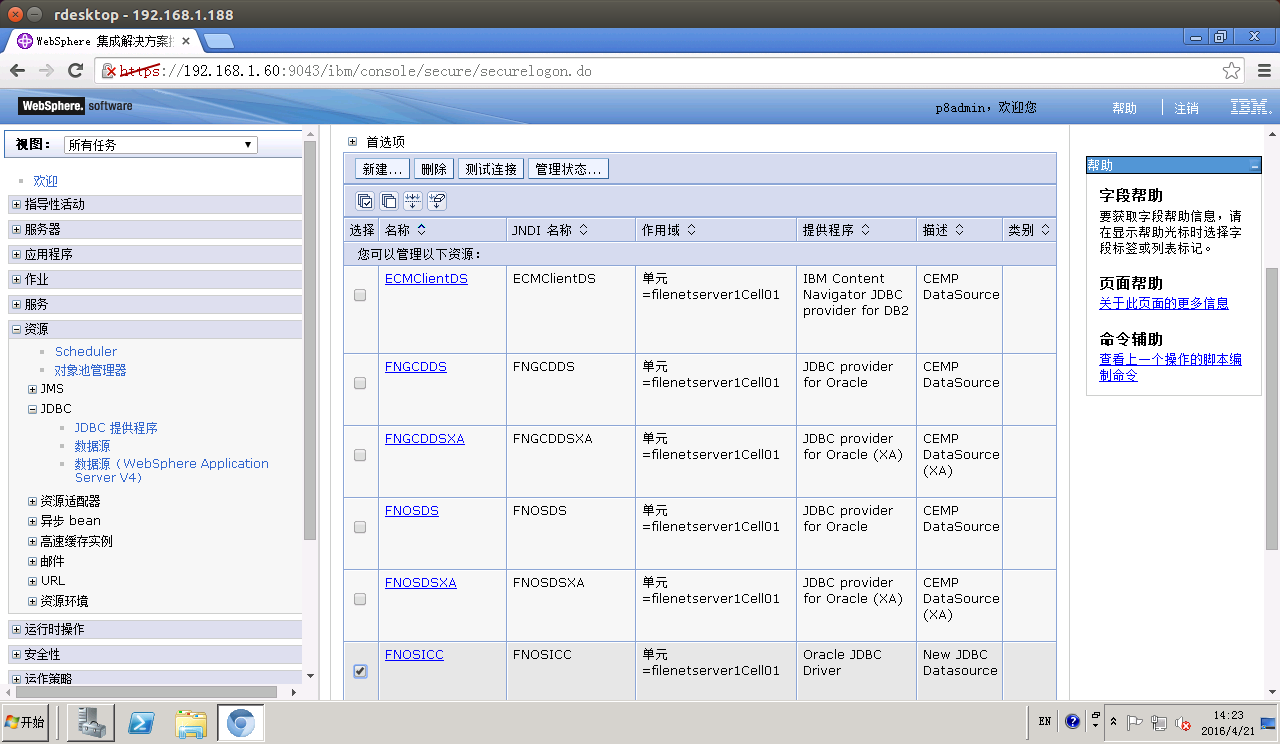 rdesktop - 192.168.1.188
WebSphere 集成解决方案
https://192.168.1.60:9043/ibm/console/secure/securelogon.do
WebSphere. software
p8admin，欢迎您
帮助
注销
IBM.
视图：
所有任务
欢迎
指导性活动
服务器
应用程序
作业
服务
资源
Scheduler
对象池管理器
JMS
JDBC
JDBC 提供程序
数据源
数据源（WebSphere Application
Server V4）
资源适配器
异步 bean
高速缓存实例
邮件
URL
资源环境
运行时操作
安全性
运作策略
首选项
新建...
删除
测试连接
管理状态...
选择
名称
JNDI 名称
作用域
提供程序
描述
类别
您可以管理以下资源：
ECMClientDS
ECMClientDS
单元
=filenetserver1Cell01
IBM Content
Navigator JDBC
provider for DB2
CEMP
DataSource
FNGCDDS
FNGCDDS
单元
=filenetserver1Cell01
JDBC provider
for Oracle
CEMP
DataSource
FNGCDDSXA
FNGCDDSXA
单元
=filenetserver1Cell01
JDBC provider
for Oracle (XA)
CEMP
DataSource
(XA)
FNOSDS
FNOSDS
单元
=filenetserver1Cell01
JDBC provider
for Oracle
CEMP
DataSource
FNOSDSXA
FNOSDSXA
单元
=filenetserver1Cell01
JDBC provider
for Oracle (XA)
CEMP
DataSource
(XA)
FNOSICC
FNOSICC
单元
=filenetserver1Cell01
Oracle JDBC
Driver
New JDBC
Datasource
帮助
字段帮助
要获取字段帮助信息，请
在显示帮助光标时选择字
段标签或列表标记。
页面帮助
关于此页面的更多信息
命令辅助
查看上一个操作的脚本编
制命令
开始
EN
14:23
2016/4/21